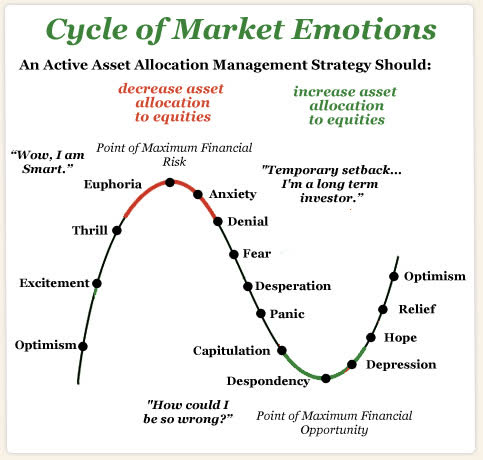 Cycle of Market Emotions
An Active Asset Allocation Management Strategy Should:
decrease asset
allocation
to equities
increase asset
allocation
to equities
“Wow, I am
Smart.”
Point of Maximum Financial
Risk
"Temporary setback...
I'm a long term
investor.”
Euphoria
Anxiety
Thrill
Denial
Fear
Excitement
Desperation
Optimism
Panic
Relief
Optimism
Capitulation
Hope
Depression
Despondency
"How could I
be so wrong?”
Point of Maximum Financial
Opportunity